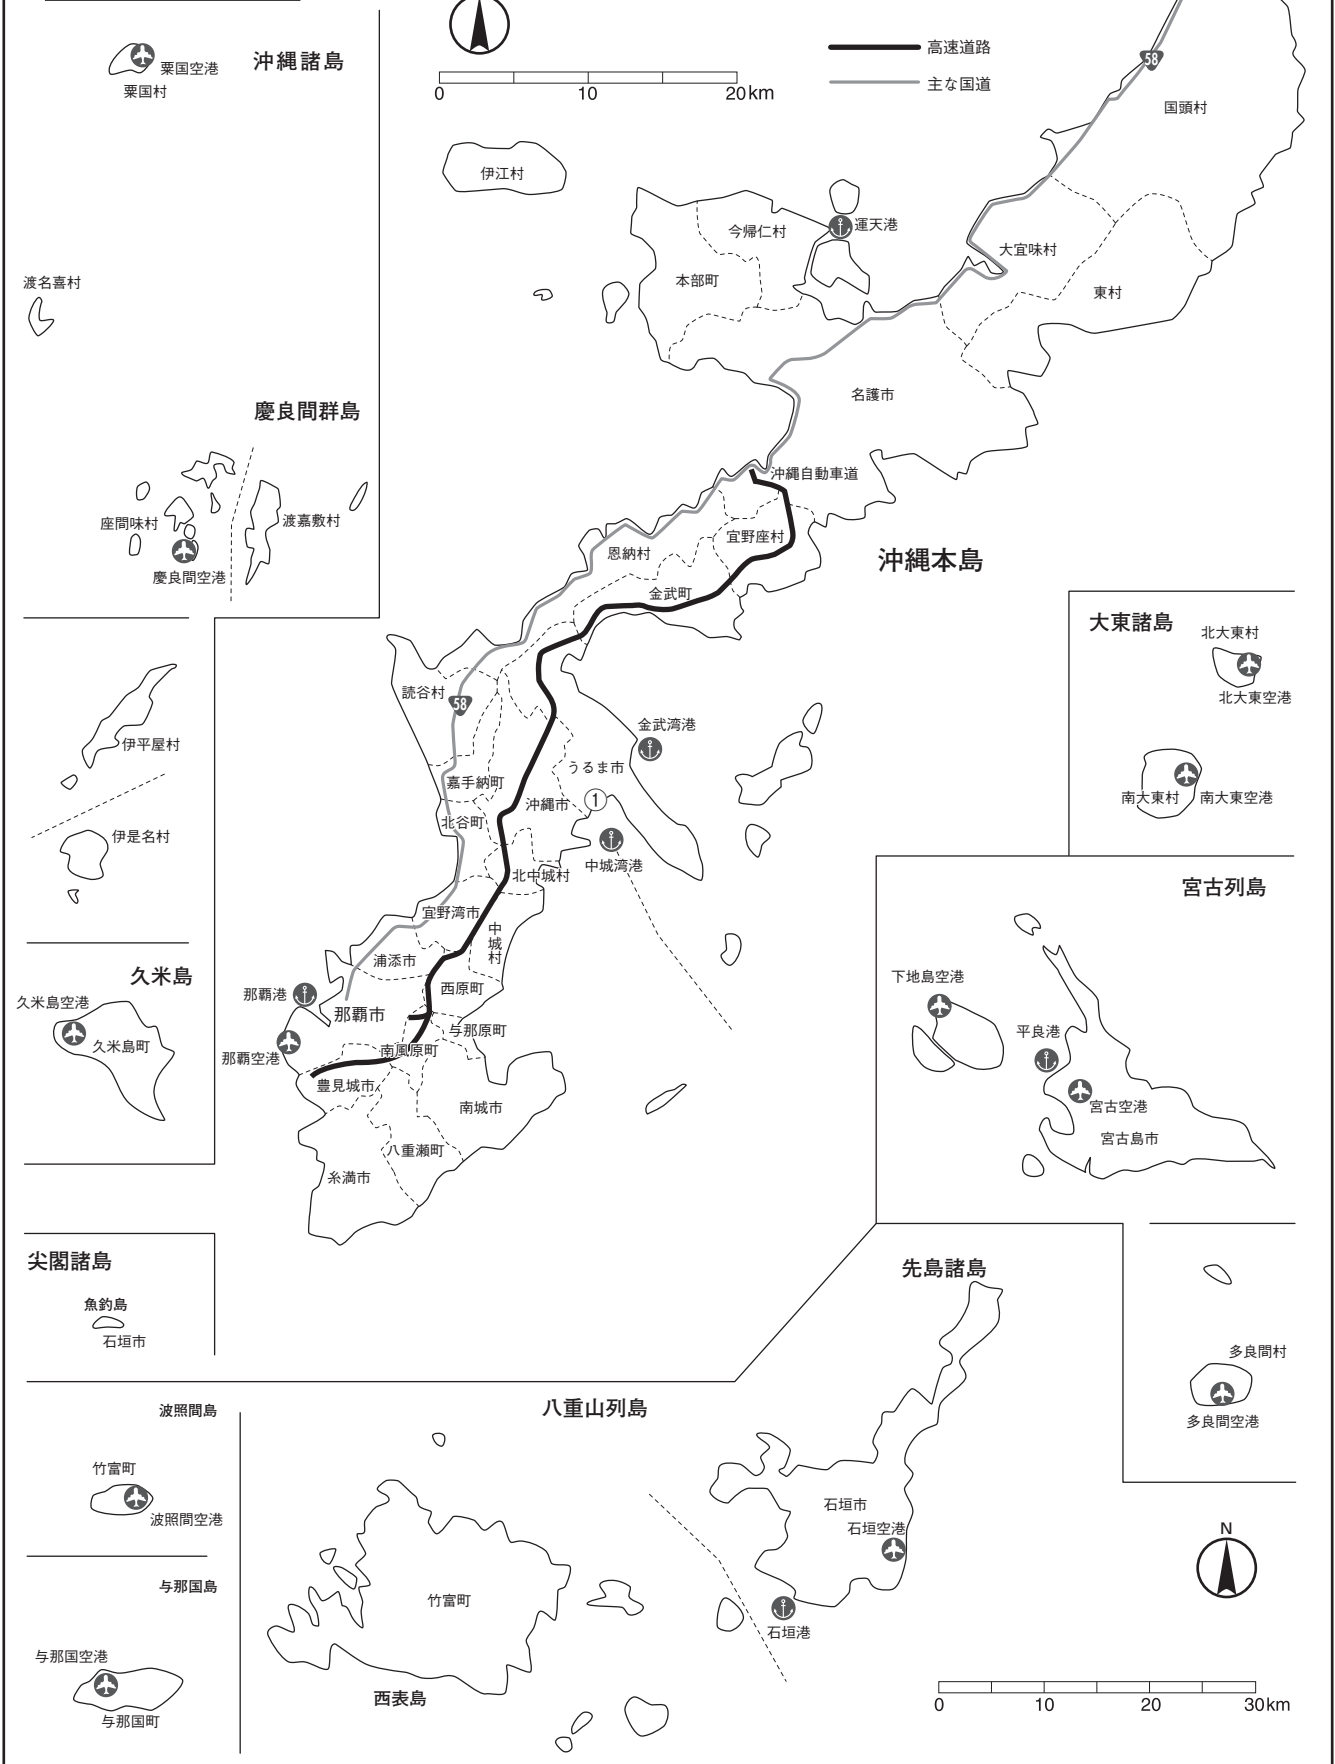 沖縄諸島
粟国空港
粟国村
渡名喜村
慶良間群島
座間味村
渡嘉敷村
慶良間空港
0 10 20km
高速道路
主な国道
58
国頭村
伊江村
今帰仁村
運天港
本部町
大宜味村
東村
名護市
沖縄自動車道
宜野座村
恩納村
金武町
沖縄本島
読谷村
58
金武湾港
うるま市
嘉手納町
沖縄市
1
北谷町
中城湾港
北中城村
宜野湾市
中城村
浦添市
西原町
那覇港
那覇市
与那原町
那覇空港
南風原町
豊見城市
南城市
八重瀬町
糸満市
伊平屋村
伊是名村
久米島
久米島空港
久米島町
大東諸島
北大東村
北大東空港
南大東村
南大東空港
宮古列島
下地島空港
平良港
宮古空港
宮古島市
尖閣諸島
魚釣島
石垣市
先島諸島
多良間村
多良間空港
波照間島
竹富町
波照間空港
与那国島
与那国空港
与那国町
八重山列島
石垣市
石垣空港
石垣港
竹富町
西表島
N
0 10 20 30km